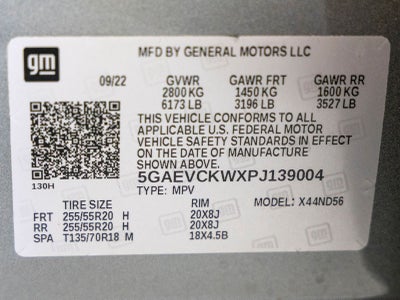 gm
MFD BY GENERAL MOTORS LLC
09/22 GVWR GAWR FRT GAWR RR
2800 KG 1450 KG 1600 KG
6173 LB 3196 LB 3527 LB
THIS VEHICLE CONFORMS TO ALL
APPLICABLE U.S. FEDERAL MOTOR
VEHICLE SAFETY STANDARDS IN EFFECT
ON THE DATE OF MANUFACTURE
SHOWN ABOVE.
130H
5GAEVCKWXPJ139004
TYPE: MPV MODEL: X44ND56
TIRE SIZE RIM
FRT 255/55R20 H 20X8J
RR 255/55R20 H 20X8J
SPA T135/70R18 M 18X4.5B